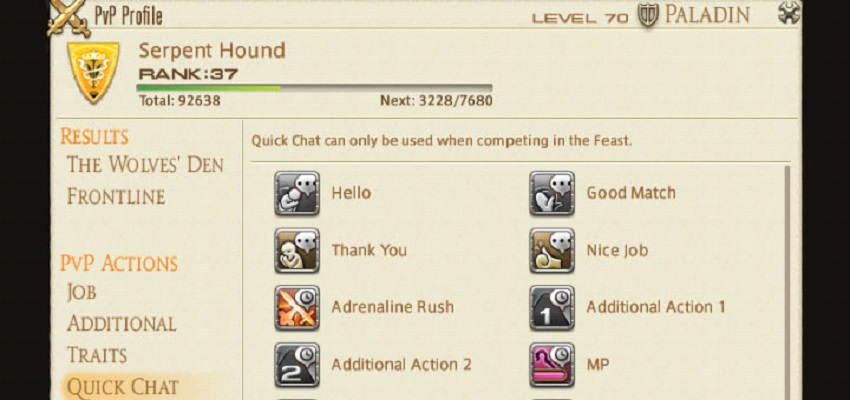 PvP Profile
LEVEL 70 PALADIN
Serpent Hound
RANK:37
Total: 92638 Next: 3228/7680
RESULTS
THE WOLVES' DEN
FRONTLINE
PVP ACTIONS
JOB
ADDITIONAL
TRAITS
QUICK CHAT
Quick Chat can only be used when competing in the Feast.
Hello
Good Match
Thank You
Nice Job
Adrenaline Rush
1
Additional Action 1
2
Additional Action 2
MP